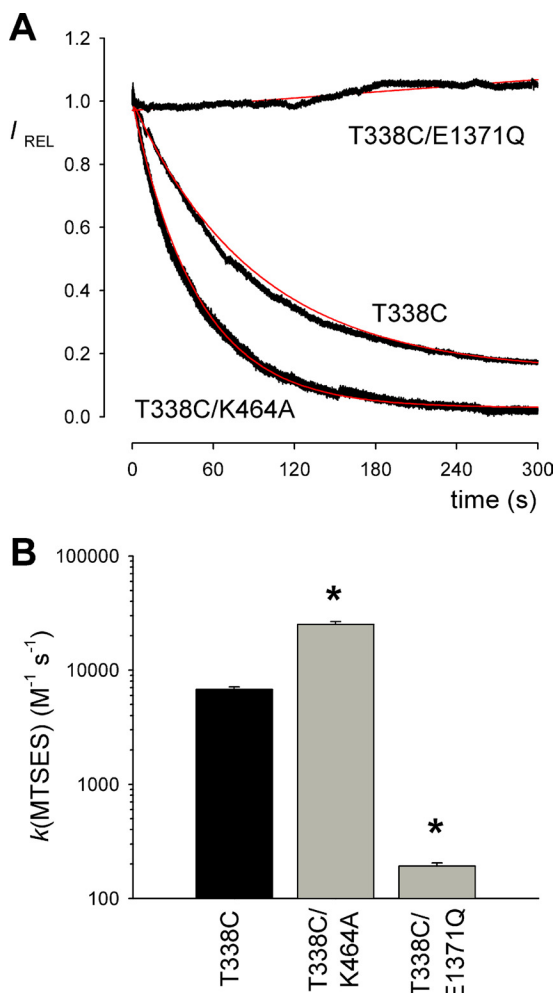 A
1.2
1.0
I REL
0.8
0.6
0.4
0.2
0.0
T338C/E1371Q
T338C
T338C/K464A
0 60 120 180 240 300
time (s)
B
100000
10000
1000
100
k(MTSES) (M⁻¹ s⁻¹)
*
*
T338C
T338C/
K464A
T338C/
E1371Q